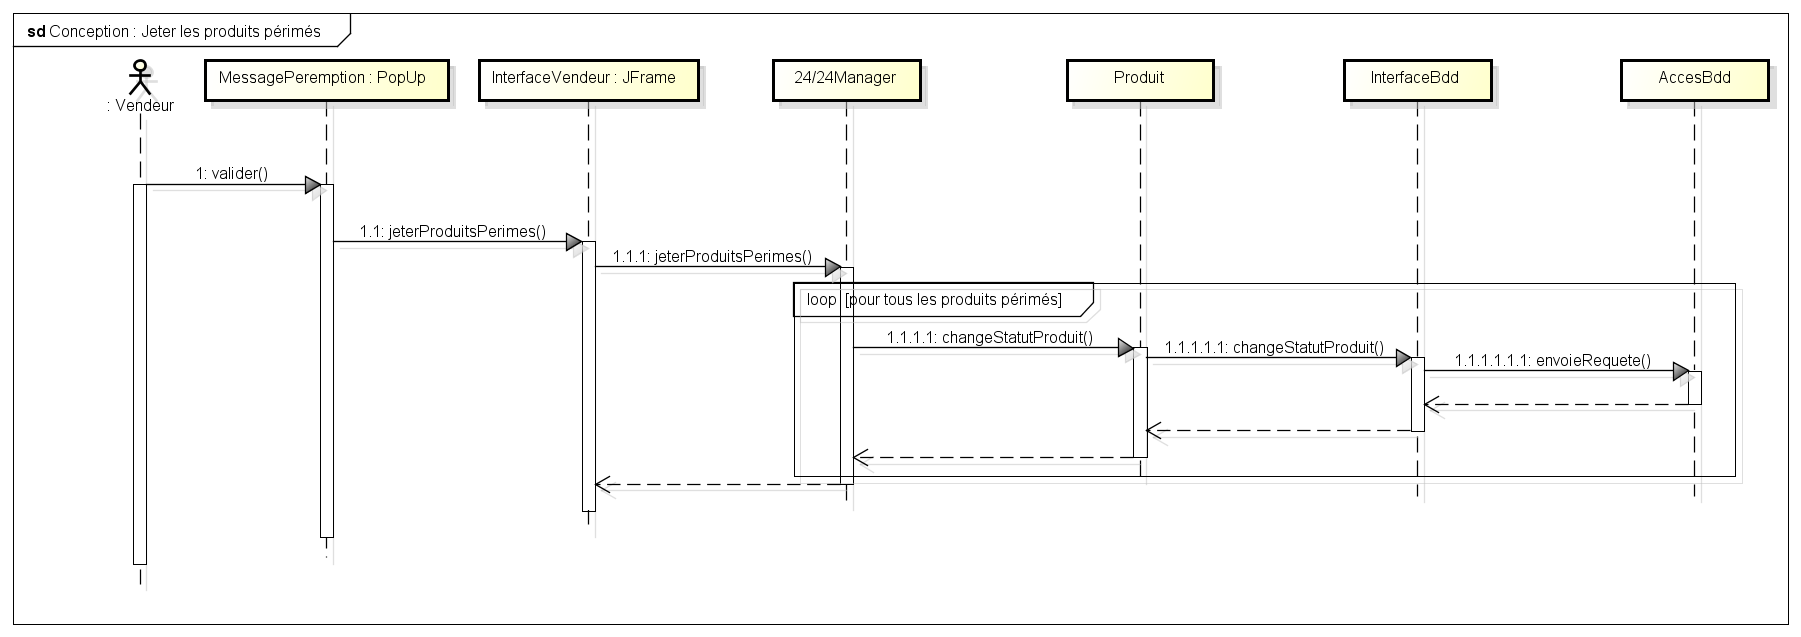 sd Conception : Jeter les produits périmés
: Vendeur
MessagePeremption : PopUp
InterfaceVendeur : JFrame
24/24Manager
Produit
InterfaceBdd
AccesBdd
1: valider()
1.1: jeterProduitsPerimes()
1.1.1: jeterProduitsPerimes()
loop [pour tous les produits périmés]
1.1.1.1: changeStatutProduit()
1.1.1.1.1: changeStatutProduit()
1.1.1.1.1.1: envoieRequete()